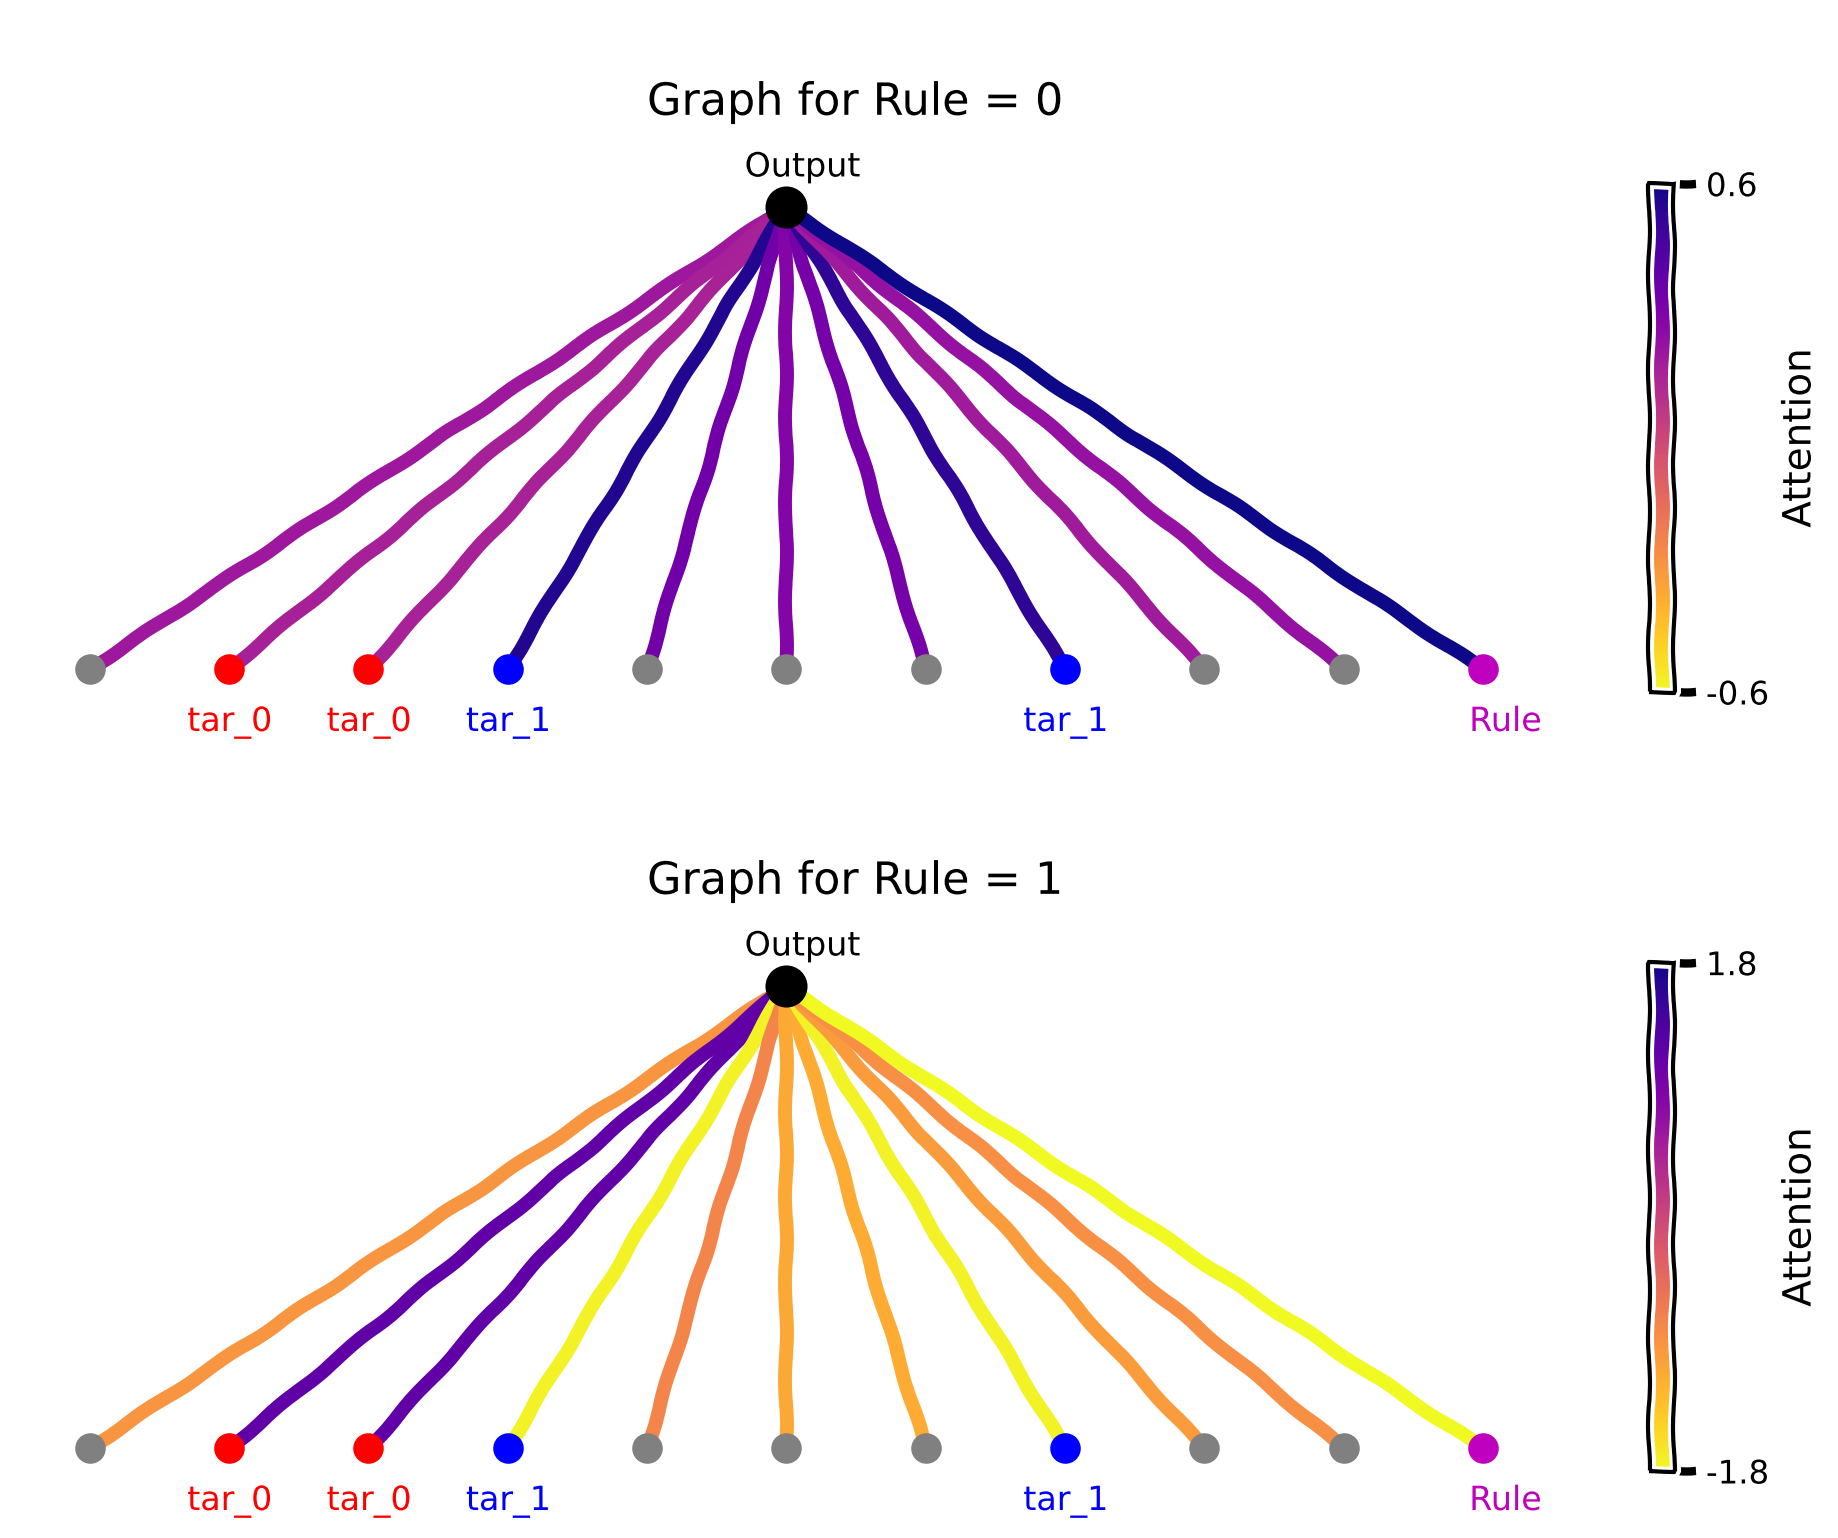 Graph for Rule = 0
Output
0.6
Attention
-0.6
tar_0 tar_0 tar_1 tar_1 Rule
Graph for Rule = 1
Output
1.8
Attention
-1.8
tar_0 tar_0 tar_1 tar_1 Rule